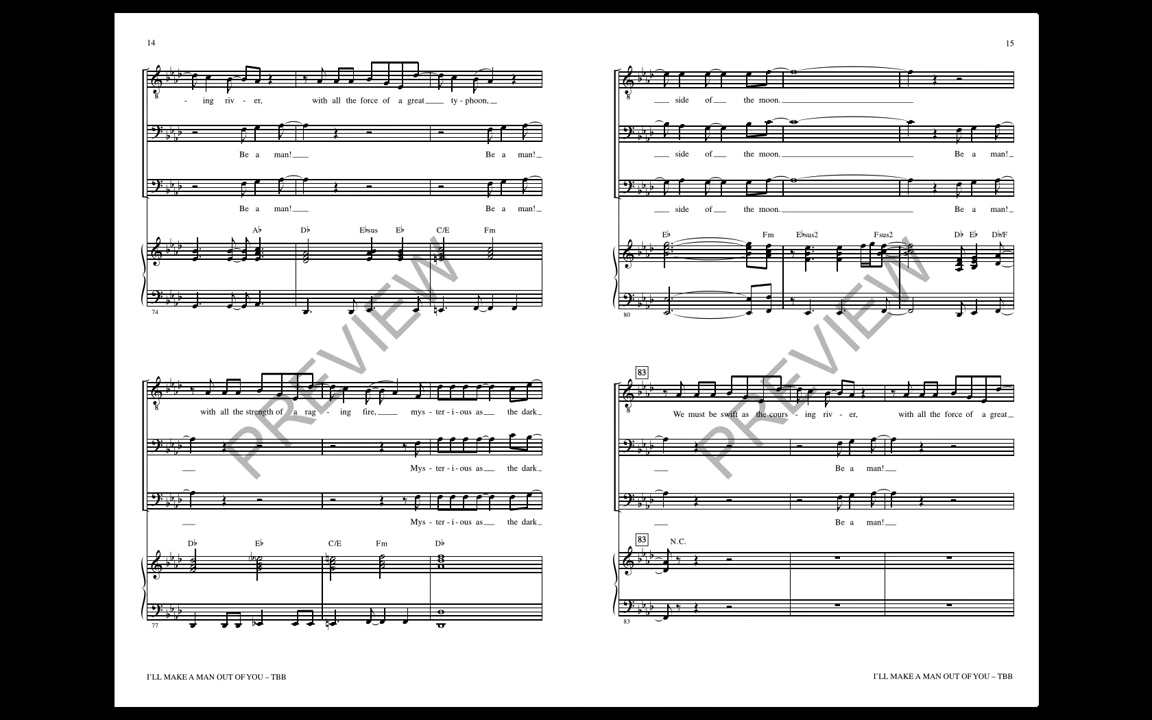 14
8
- ing riv - er, with all the force of a great ty - phoon,
Be a man! Be a man!
Be a man! Be a man!
A♭ D♭ E♭sus E♭ C/E Fm
74
8
with all the strength of a rag - ing fire, mys - ter - i - ous as the dark
Mys - ter - i - ous as the dark
Mys - ter - i - ous as the dark
D♭ E♭ C/E Fm D♭
77
PREVIEW
I'LL MAKE A MAN OUT OF YOU – TBB
15
8
side of the moon.
side of the moon. Be a man!
side of the moon. Be a man!
E♭ Fm E♭sus2 Fsus2 D♭ E♭ D♭/F
80
83
8
We must be swift as the cours - ing riv - er, with all the force of a great
Be a man!
Be a man!
83 N.C.
83
PREVIEW
I'LL MAKE A MAN OUT OF YOU – TBB